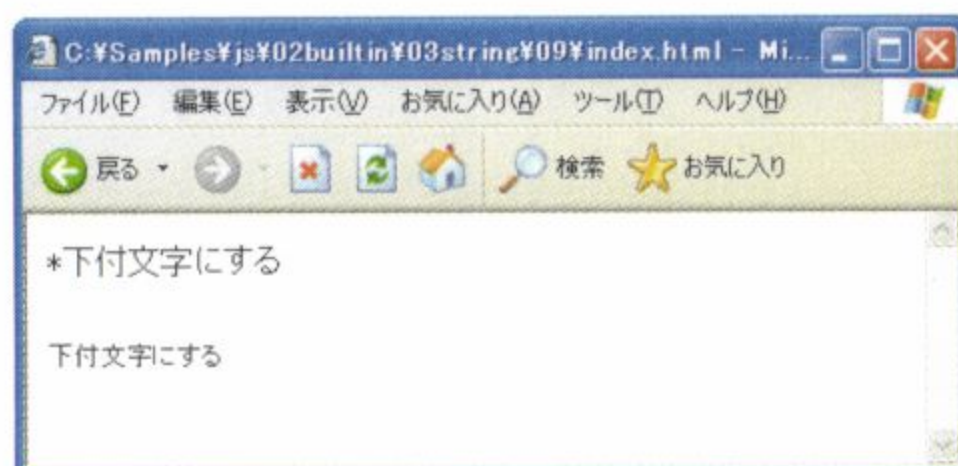 C:¥Samples¥js¥02builtin¥03string¥09¥index.html - Mi...
ファイル(F) 編集(E) 表示(V) お気に入り(A) ツール(T) ヘルプ(H)
戻る 検索 お気に入り
*下付文字にする
下付文字にする